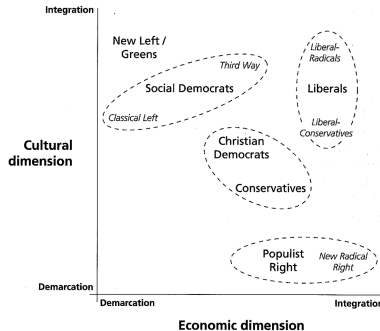 Integration
New Left /
Greens
Third Way
Social Democrats
Classical Left
Liberal-
Radicals
Liberals
Liberal-
Conservatives
Cultural
dimension
Christian
Democrats
Conservatives
Populist
Right
New Radical
Right
Demarcation
Demarcation
Integration
Economic dimension